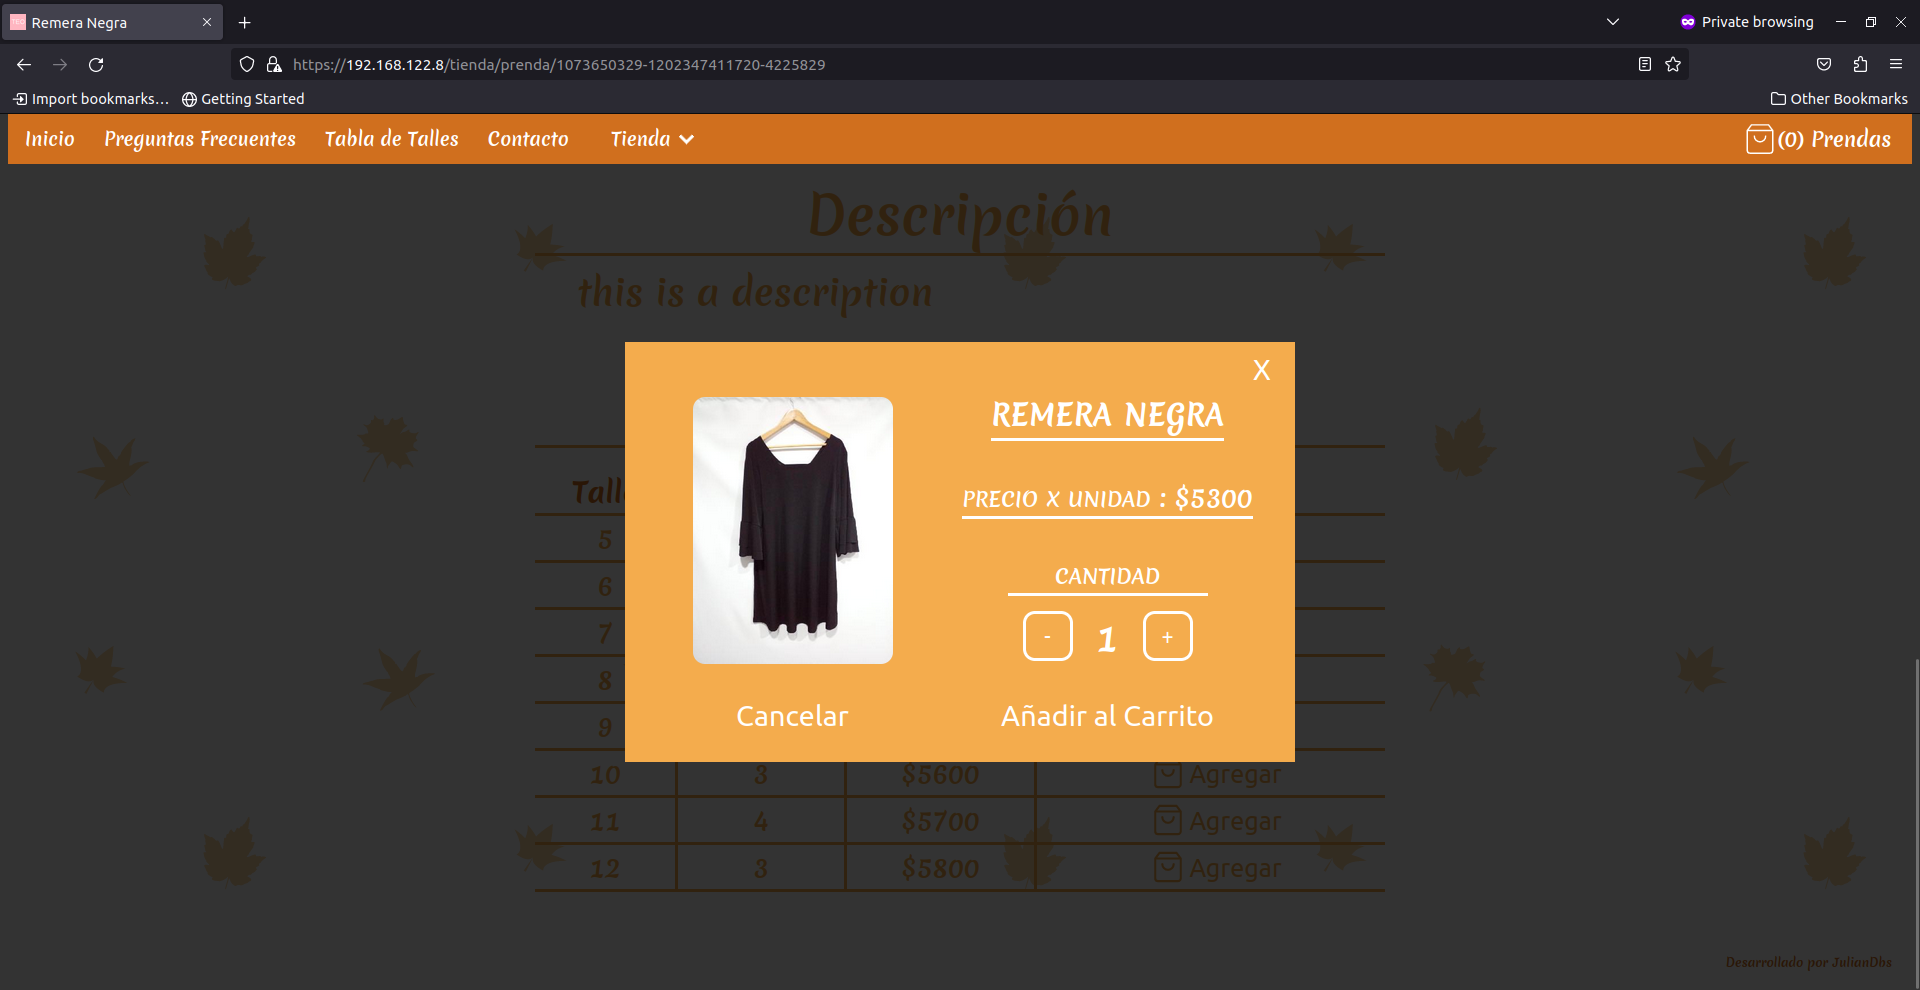 Remera Negra
Private browsing
https://192.168.122.8/tienda/prenda/1073650329-1202347411720-4225829
Import bookmarks...
Getting Started
Other Bookmarks
Inicio
Preguntas Frecuentes
Tabla de Talles
Contacto
Tienda
(0) Prendas
Descripción
this is a description
X
REMERA NEGRA
PRECIO X UNIDAD : $5300
CANTIDAD
- 1 +
Cancelar
Añadir al Carrito
5
6
7
8
9
10 3 $5600 Agregar
11 4 $5700 Agregar
12 3 $5800 Agregar
Desarrollado por JulianDbs